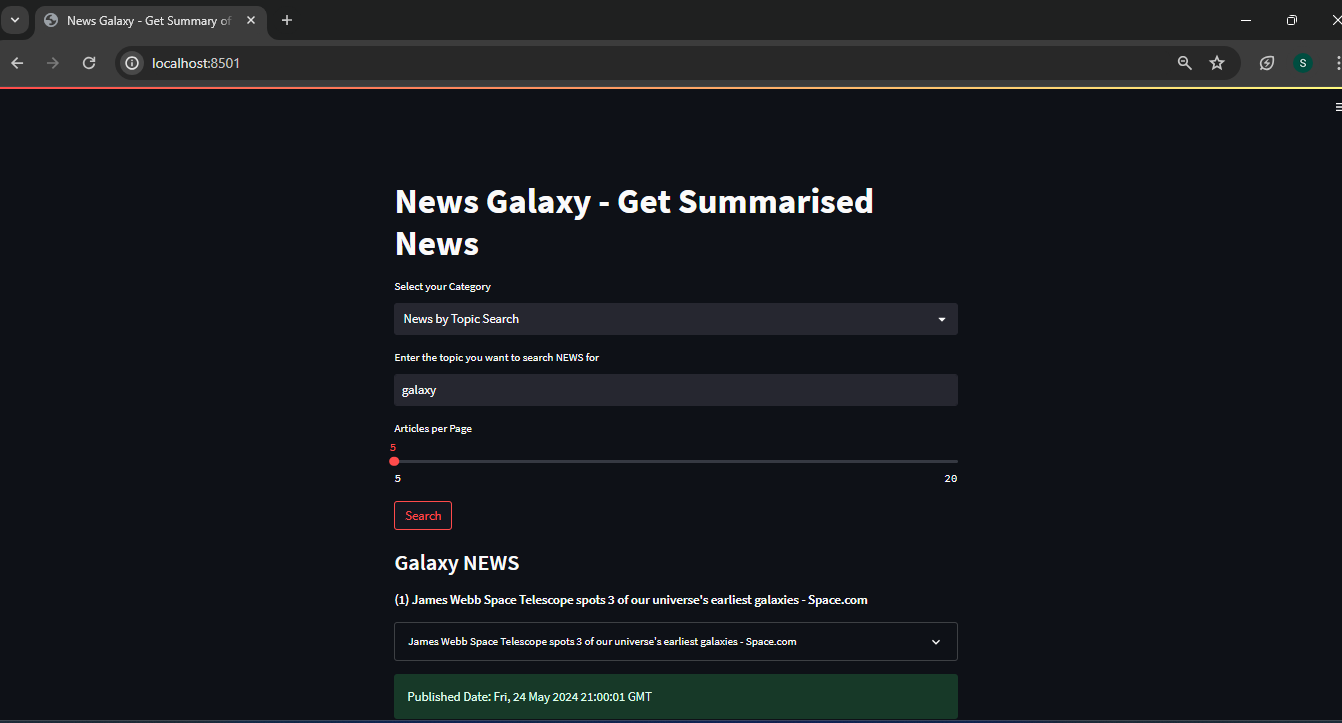 News Galaxy - Get Summary of
localhost:8501
S
News Galaxy - Get Summarised
News
Select your Category
News by Topic Search
Enter the topic you want to search NEWS for
galaxy
Articles per Page
5
5 20
Search
Galaxy NEWS
(1) James Webb Space Telescope spots 3 of our universe's earliest galaxies - Space.com
James Webb Space Telescope spots 3 of our universe's earliest galaxies - Space.com
Published Date: Fri, 24 May 2024 21:00:01 GMT